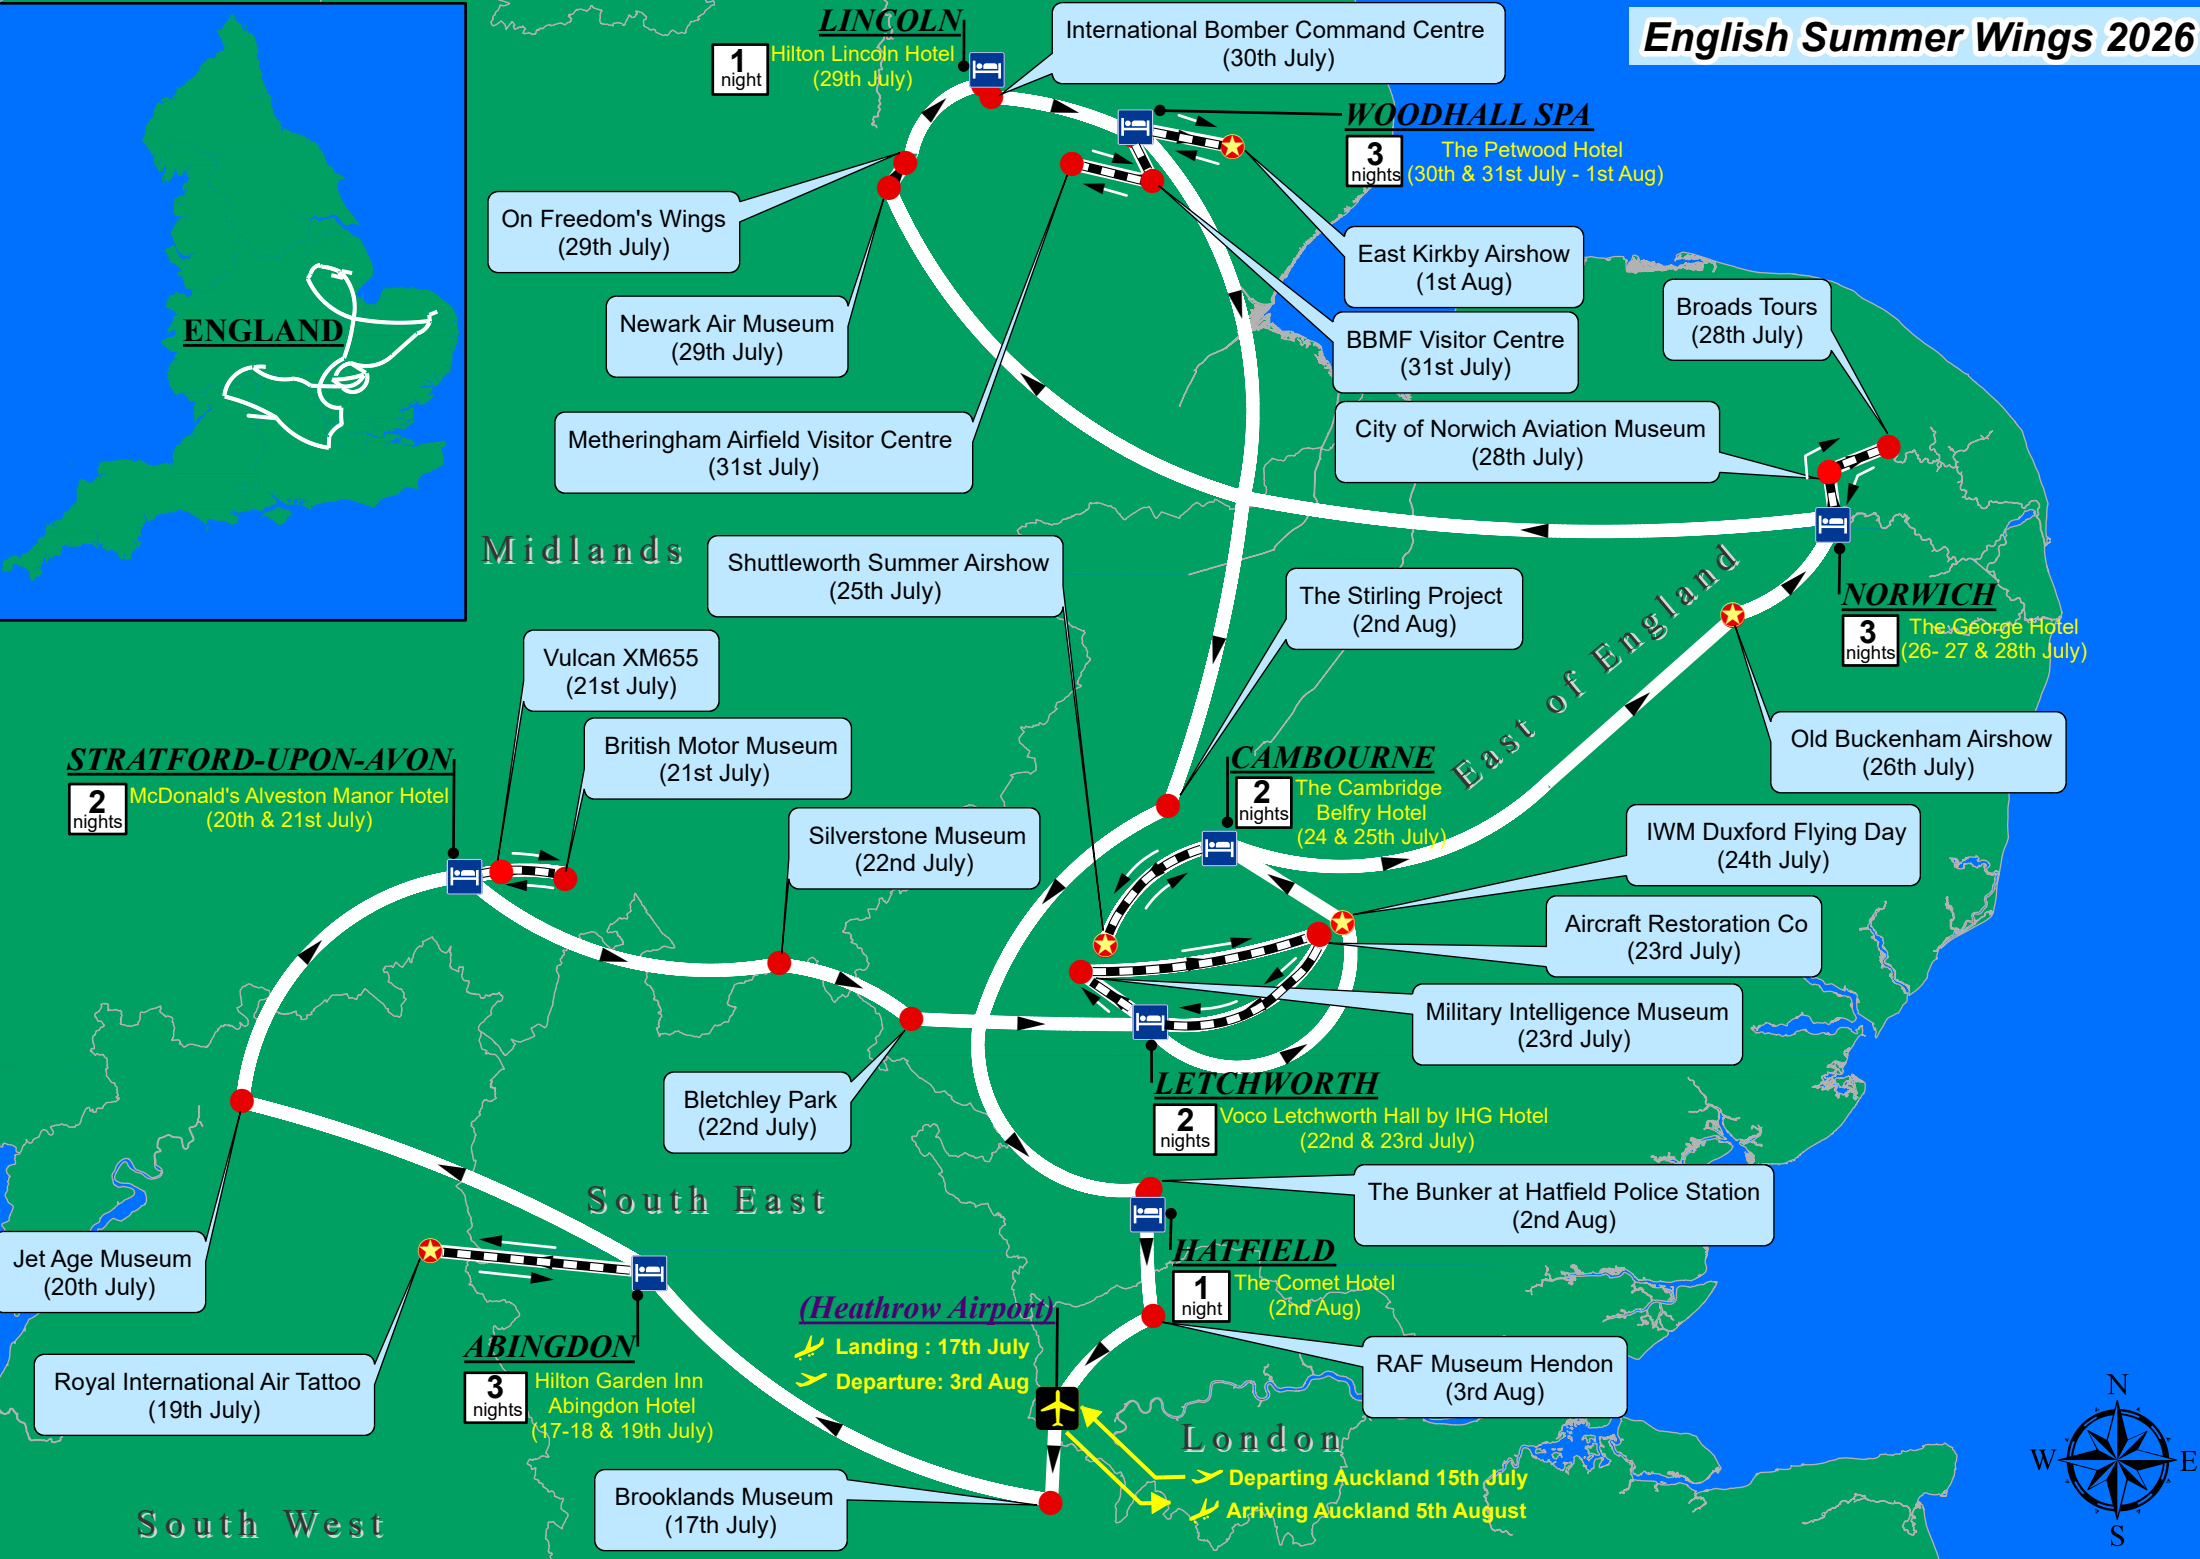 English Summer Wings 2026
LINCOLN
1
night
Hilton Lincoln Hotel
(29th July)
International Bomber Command Centre
(30th July)
WOODHALL SPA
3
nights
The Petwood Hotel
(30th & 31st July - 1st Aug)
On Freedom's Wings
(29th July)
East Kirkby Airshow
(1st Aug)
Newark Air Museum
(29th July)
BBMF Visitor Centre
(31st July)
Broads Tours
(28th July)
ENGLAND
Metheringham Airfield Visitor Centre
(31st July)
City of Norwich Aviation Museum
(28th July)
Midlands
Shuttleworth Summer Airshow
(25th July)
The Stirling Project
(2nd Aug)
East of England
NORWICH
3
nights
The George Hotel
(26- 27 & 28th July)
Vulcan XM655
(21st July)
British Motor Museum
(21st July)
Old Buckenham Airshow
(26th July)
STRATFORD-UPON-AVON
2
nights
McDonald's Alveston Manor Hotel
(20th & 21st July)
CAMBOURNE
2
nights
The Cambridge
Belfry Hotel
(24 & 25th July)
Silverstone Museum
(22nd July)
IWM Duxford Flying Day
(24th July)
Aircraft Restoration Co
(23rd July)
Military Intelligence Museum
(23rd July)
Bletchley Park
(22nd July)
LETCHWORTH
2
nights
Voco Letchworth Hall by IHG Hotel
(22nd & 23rd July)
South East
The Bunker at Hatfield Police Station
(2nd Aug)
Jet Age Museum
(20th July)
HATFIELD
1
night
The Comet Hotel
(2nd Aug)
(Heathrow Airport)
Landing : 17th July
Departure: 3rd Aug
ABINGDON
3
nights
Hilton Garden Inn
Abingdon Hotel
(17-18 & 19th July)
Royal International Air Tattoo
(19th July)
RAF Museum Hendon
(3rd Aug)
London
Departing Auckland 15th July
Arriving Auckland 5th August
Brooklands Museum
(17th July)
South West
N
W
E
S